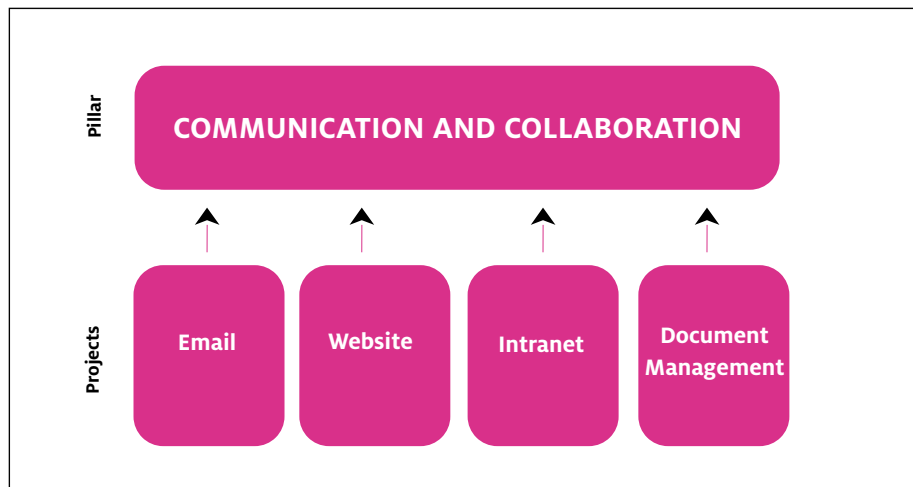 Pillar
COMMUNICATION AND COLLABORATION
Projects
Email
Website
Intranet
Document
Management